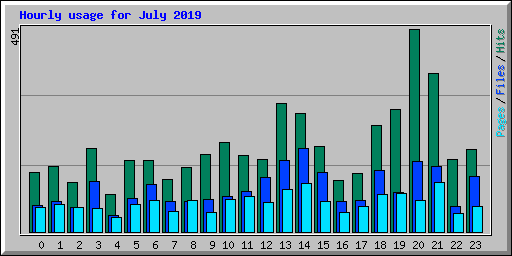 Hourly usage for July 2019
491
Pages / Files / Hits
0 1 2 3 4 5 6 7 8 9 10 11 12 13 14 15 16 17 18 19 20 21 22 23